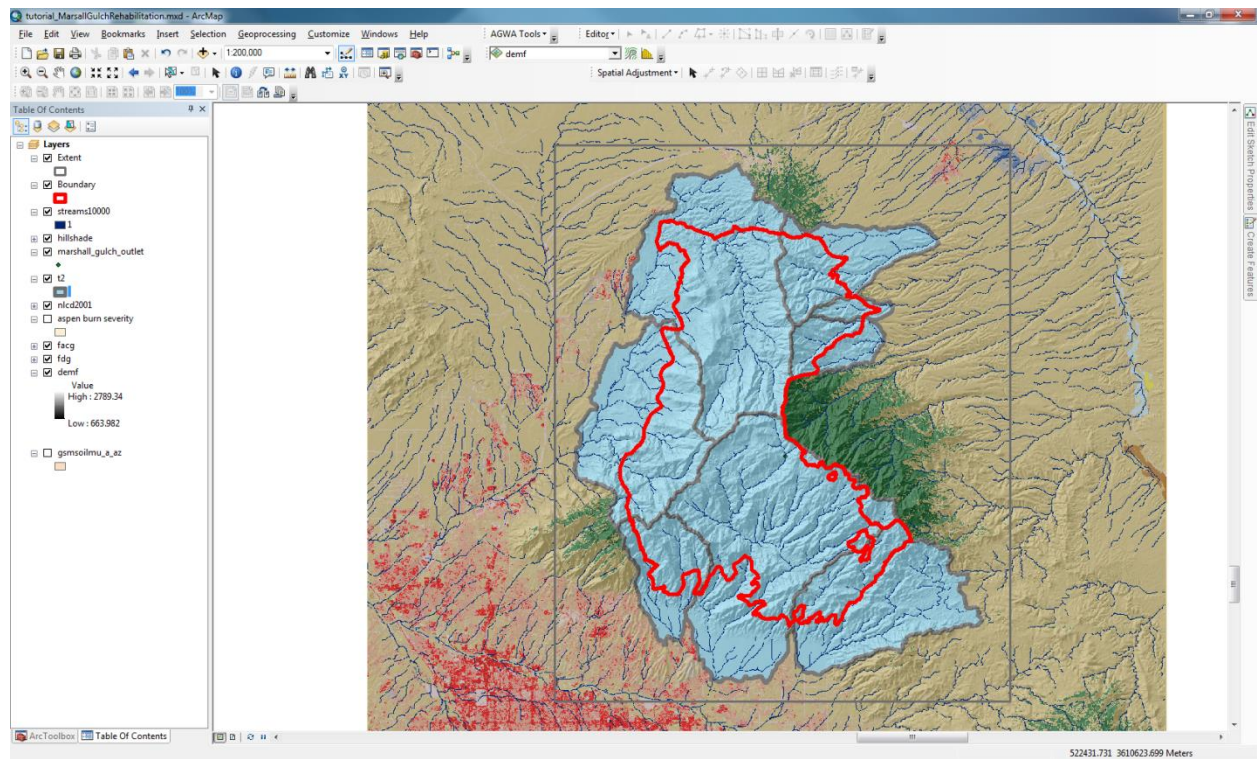 tutorial_MarsallGulchRehabilitation.mxd - ArcMap
File Edit View Bookmarks Insert Selection Geoprocessing Customize Windows Help
AGWA Tools
Editor
1:200,000
demf
Spatial Adjustment
Table Of Contents
Layers
Extent
Boundary
streams10000
1
hillshade
marshall_gulch_outlet
t2
nlcd2001
aspen burn severity
facg
fdg
demf
Value
High : 2789.34
Low : 663.982
gsmsoilmu_a_az
Edit Sketch Properties
Create Features
ArcToolbox
Table Of Contents
522431.731 3610623.699 Meters